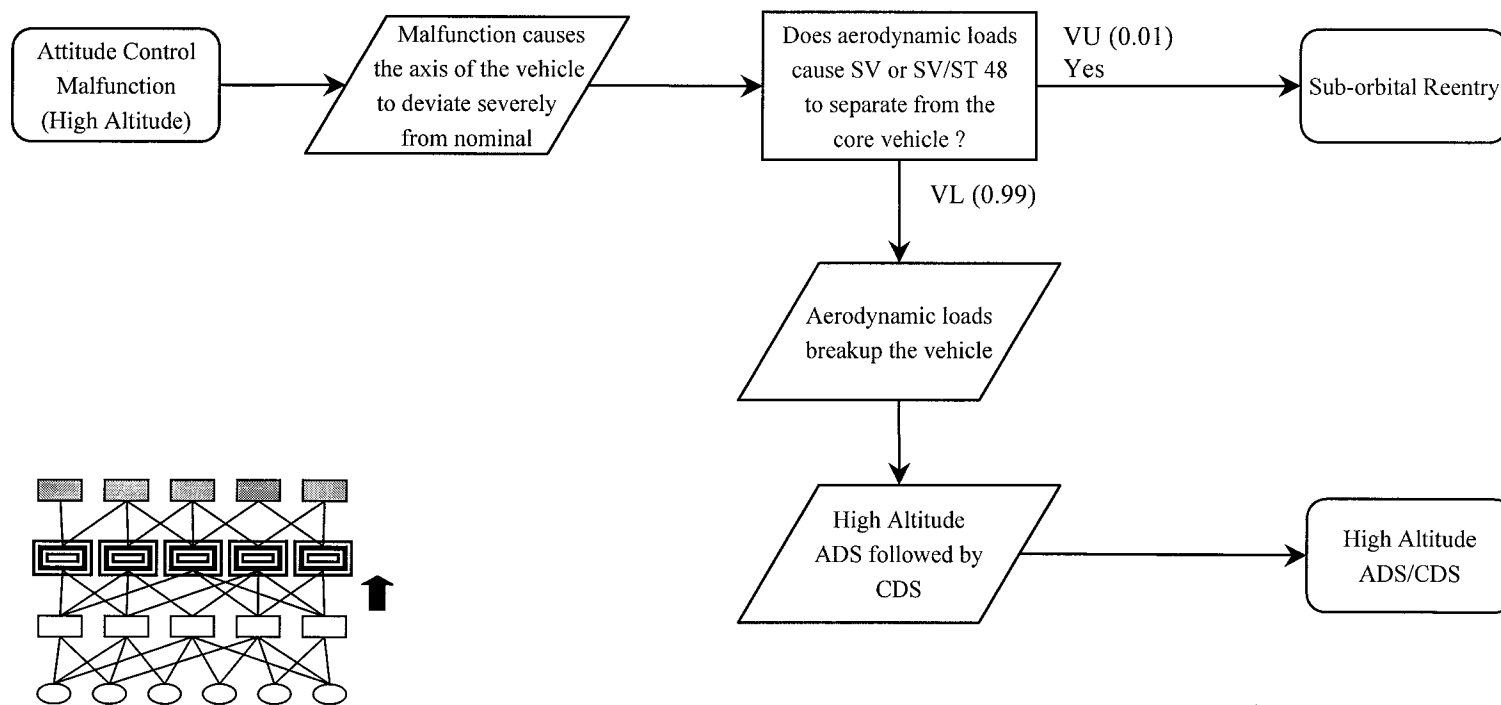 Attitude Control
Malfunction
(High Altitude)
Malfunction causes
the axis of the vehicle
to deviate severely
from nominal
Does aerodynamic loads
cause SV or SV/ST 48
to separate from the
core vehicle ?
VU (0.01)
Yes
Sub-orbital Reentry
VL (0.99)
Aerodynamic loads
breakup the vehicle
High Altitude
ADS followed by
CDS
High Altitude
ADS/CDS